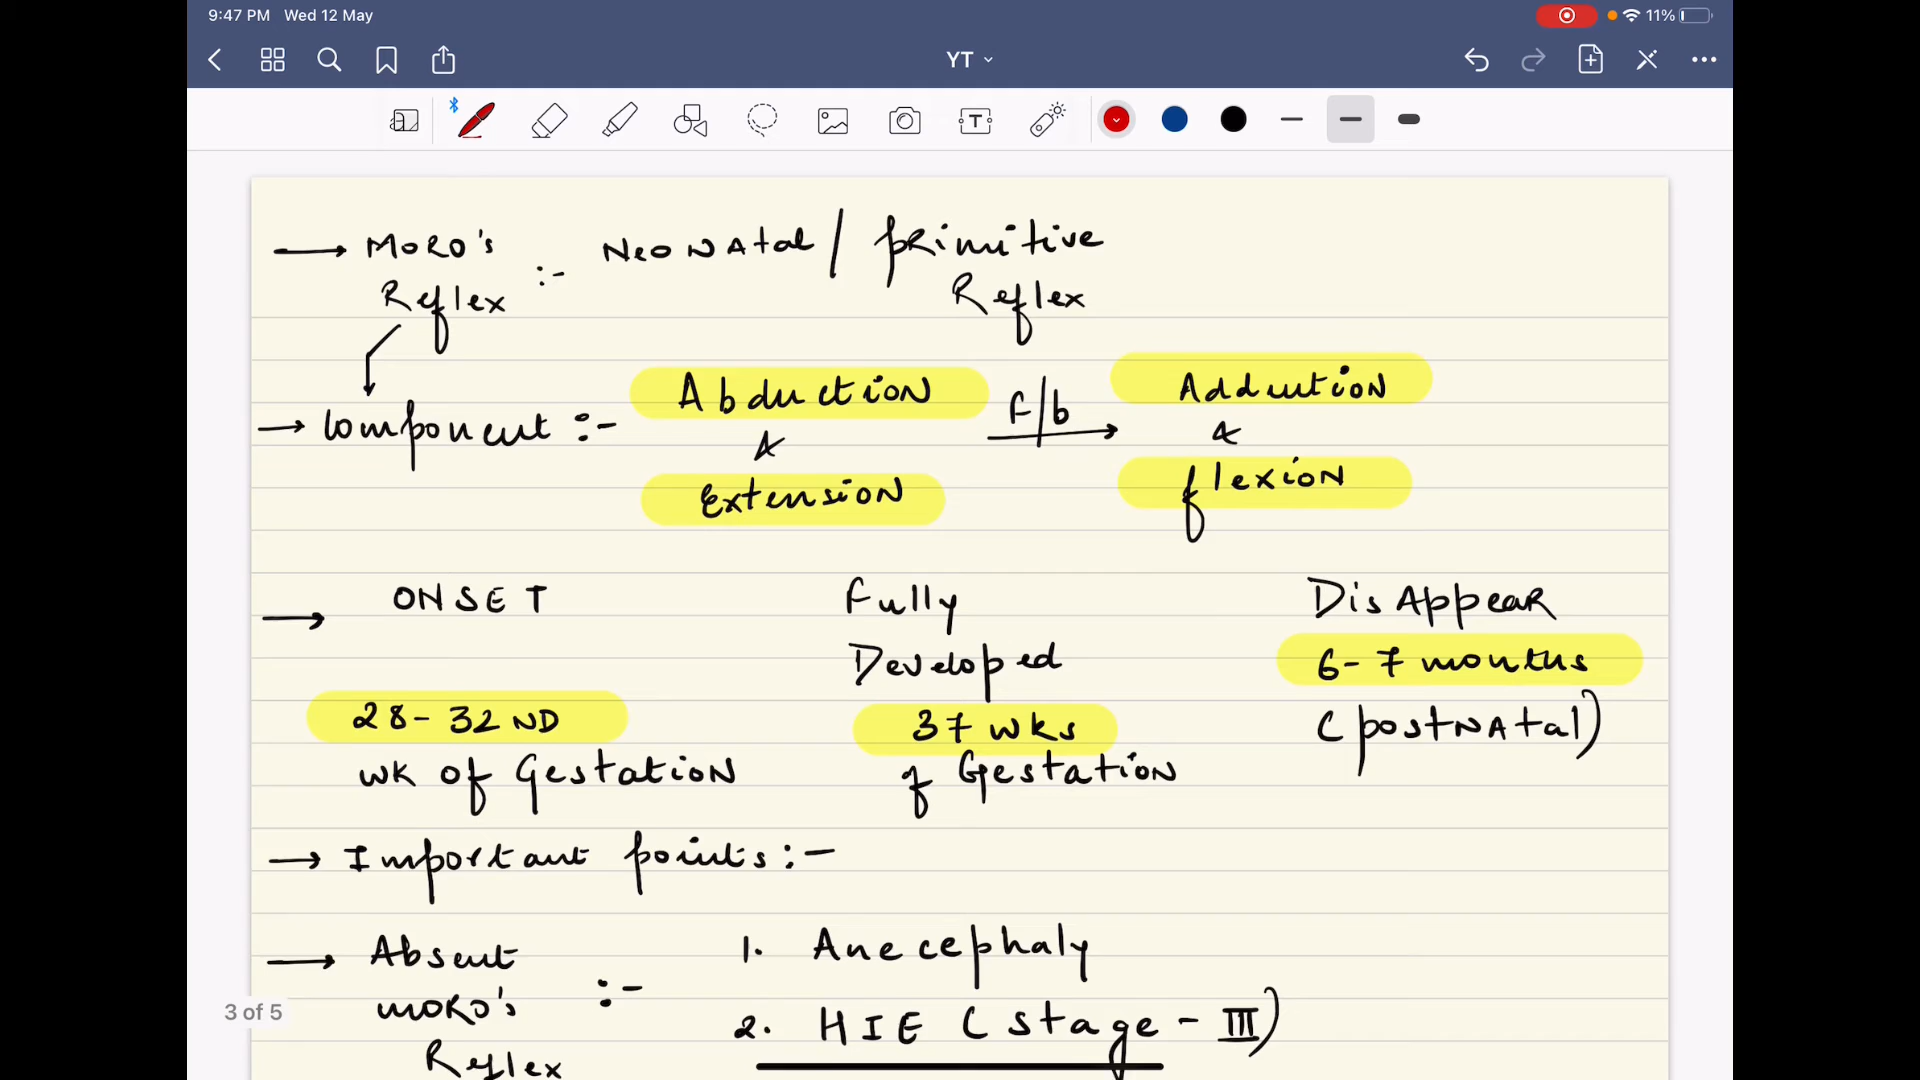 9:47 PM Wed 12 May 11%
YT
a T
→ MORO's Neonatal / primitive
Reflex :- Reflex
→ Component :- Abduction f/b Adduction
& &
Extension flexion
→ ONSET Fully DisAppear
Developed 6-7 months
28-32ND 37 wks (postNAtal)
wk of Gestation of Gestation
→ Important points:-
→ Absent 1. Anecephaly
MORO's :- 2. HIE (stage - III)
Reflex
3 of 5